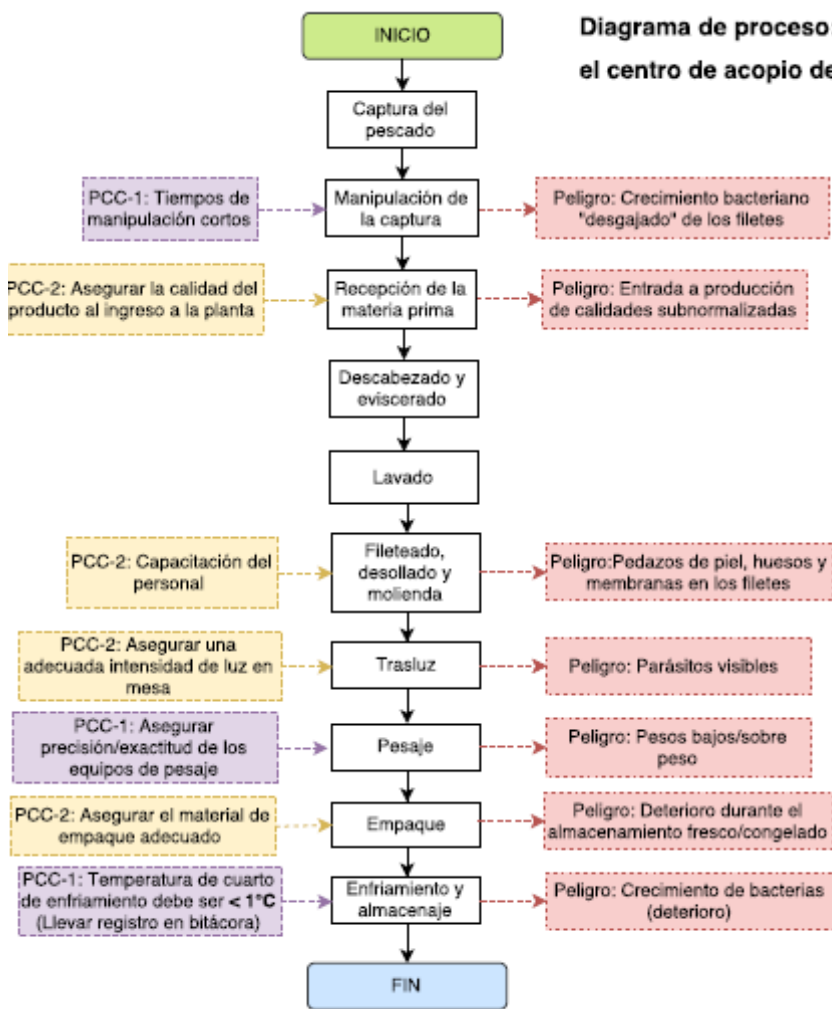 INICIO
Diagrama de proceso
el centro de acopio de
Captura del
pescado
PCC-1: Tiempos de
manipulación cortos
Manipulación de
la captura
Peligro: Crecimiento bacteriano
"desgajado" de los filetes
PCC-2: Asegurar la calidad del
producto al ingreso a la planta
Recepción de la
materia prima
Peligro: Entrada a producción
de calidades subnormalizadas
Descabezado y
eviscerado
Lavado
PCC-2: Capacitación del
personal
Fileteado,
desollado y
molienda
Peligro:Pedazos de piel, huesos y
membranas en los filetes
PCC-2: Asegurar una
adecuada intensidad de luz en
mesa
Trasluz
Peligro: Parásitos visibles
PCC-1: Asegurar
precisión/exactitud de los
equipos de pesaje
Pesaje
Peligro: Pesos bajos/sobre
peso
PCC-2: Asegurar el material de
empaque adecuado
Empaque
Peligro: Deterioro durante el
almacenamiento fresco/congelado
PCC-1: Temperatura de cuarto
de enfriamiento debe ser < 1°C
(Llevar registro en bitácora)
Enfriamiento y
almacenaje
Peligro: Crecimiento de bacterias
(deterioro)
FIN